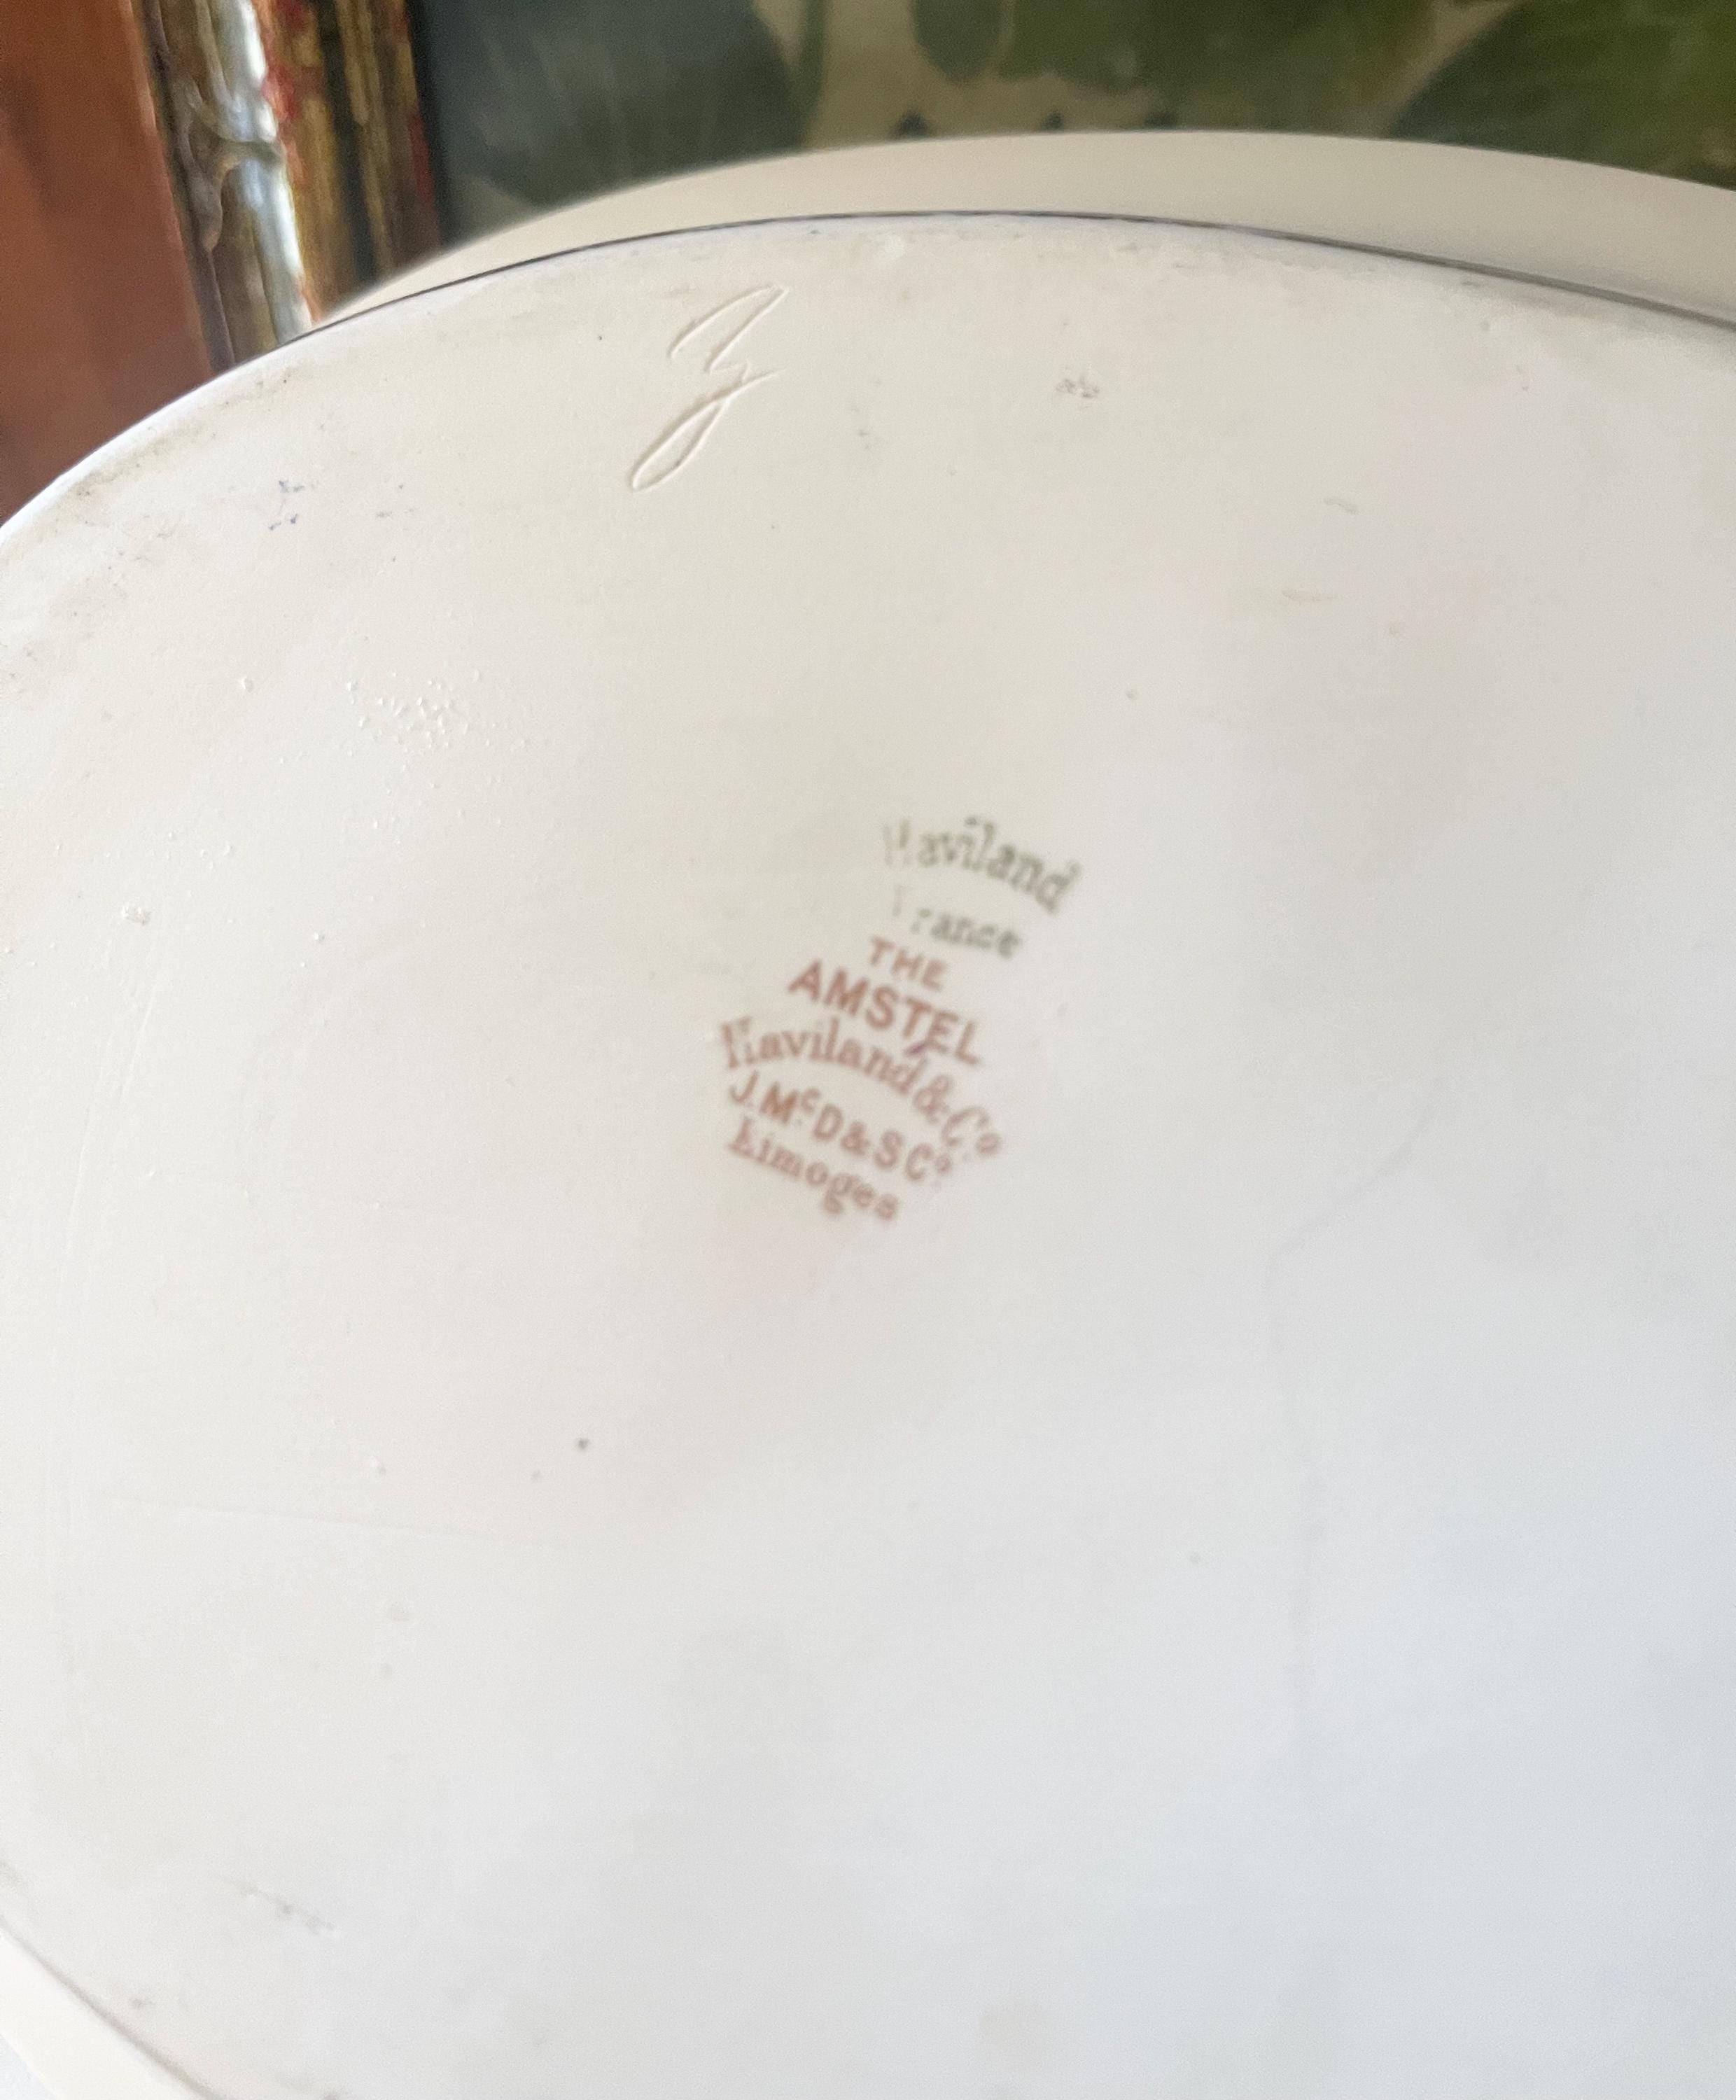 Haviland
France
THE
AMSTEL
Haviland & Co
J. McD & S Co.
Limoges